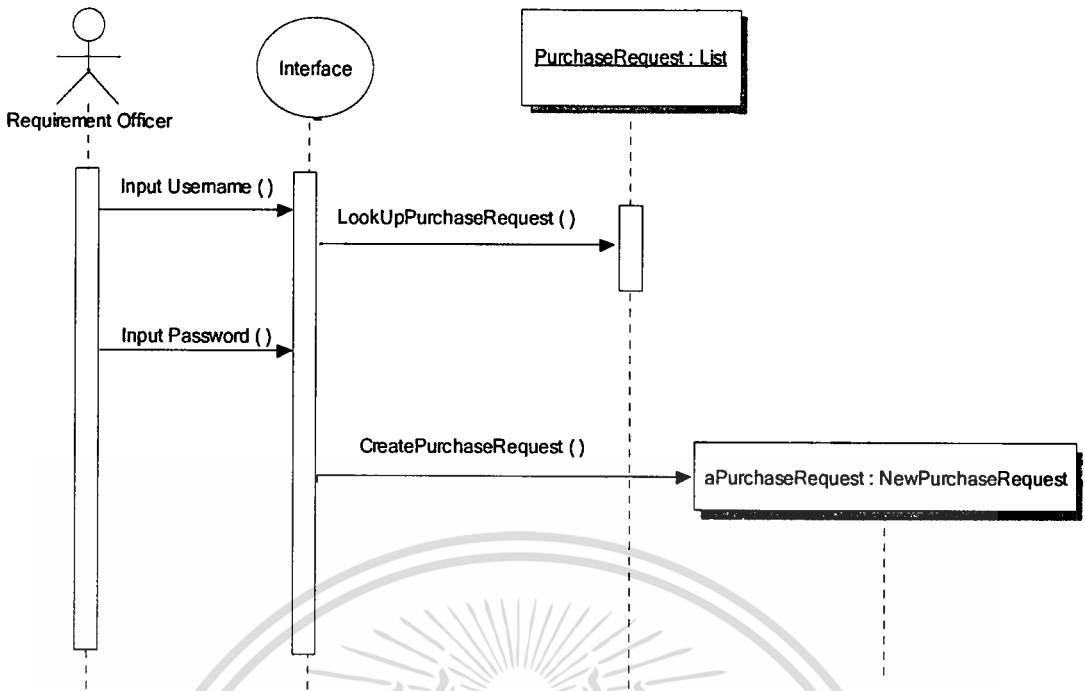 Interface
PurchaseRequest : List
Requirement Officer
Input Username ( )
LookUpPurchaseRequest ( )
Input Password ( )
CreatePurchaseRequest ( )
aPurchaseRequest : NewPurchaseRequest